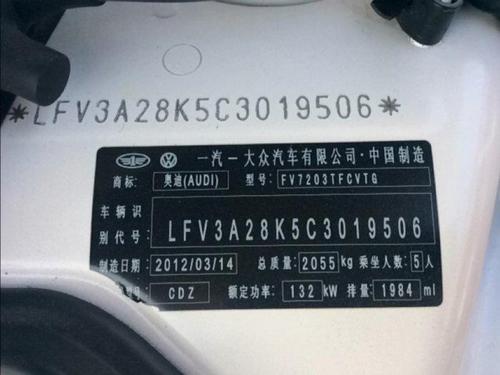 *LFV3A28K5C3019506*
一汽一大众汽车有限公司·中国制造
商标: 奥迪(AUDI) 型号: FV7203TFCVTG
车辆识
别代号: LFV3A28K5C3019506
制造日期: 2012/03/14 总质量: 2055 kg 乘坐人数: 5 人
号: CDZ 额定功率: 132 kW 排量: 1984 ml